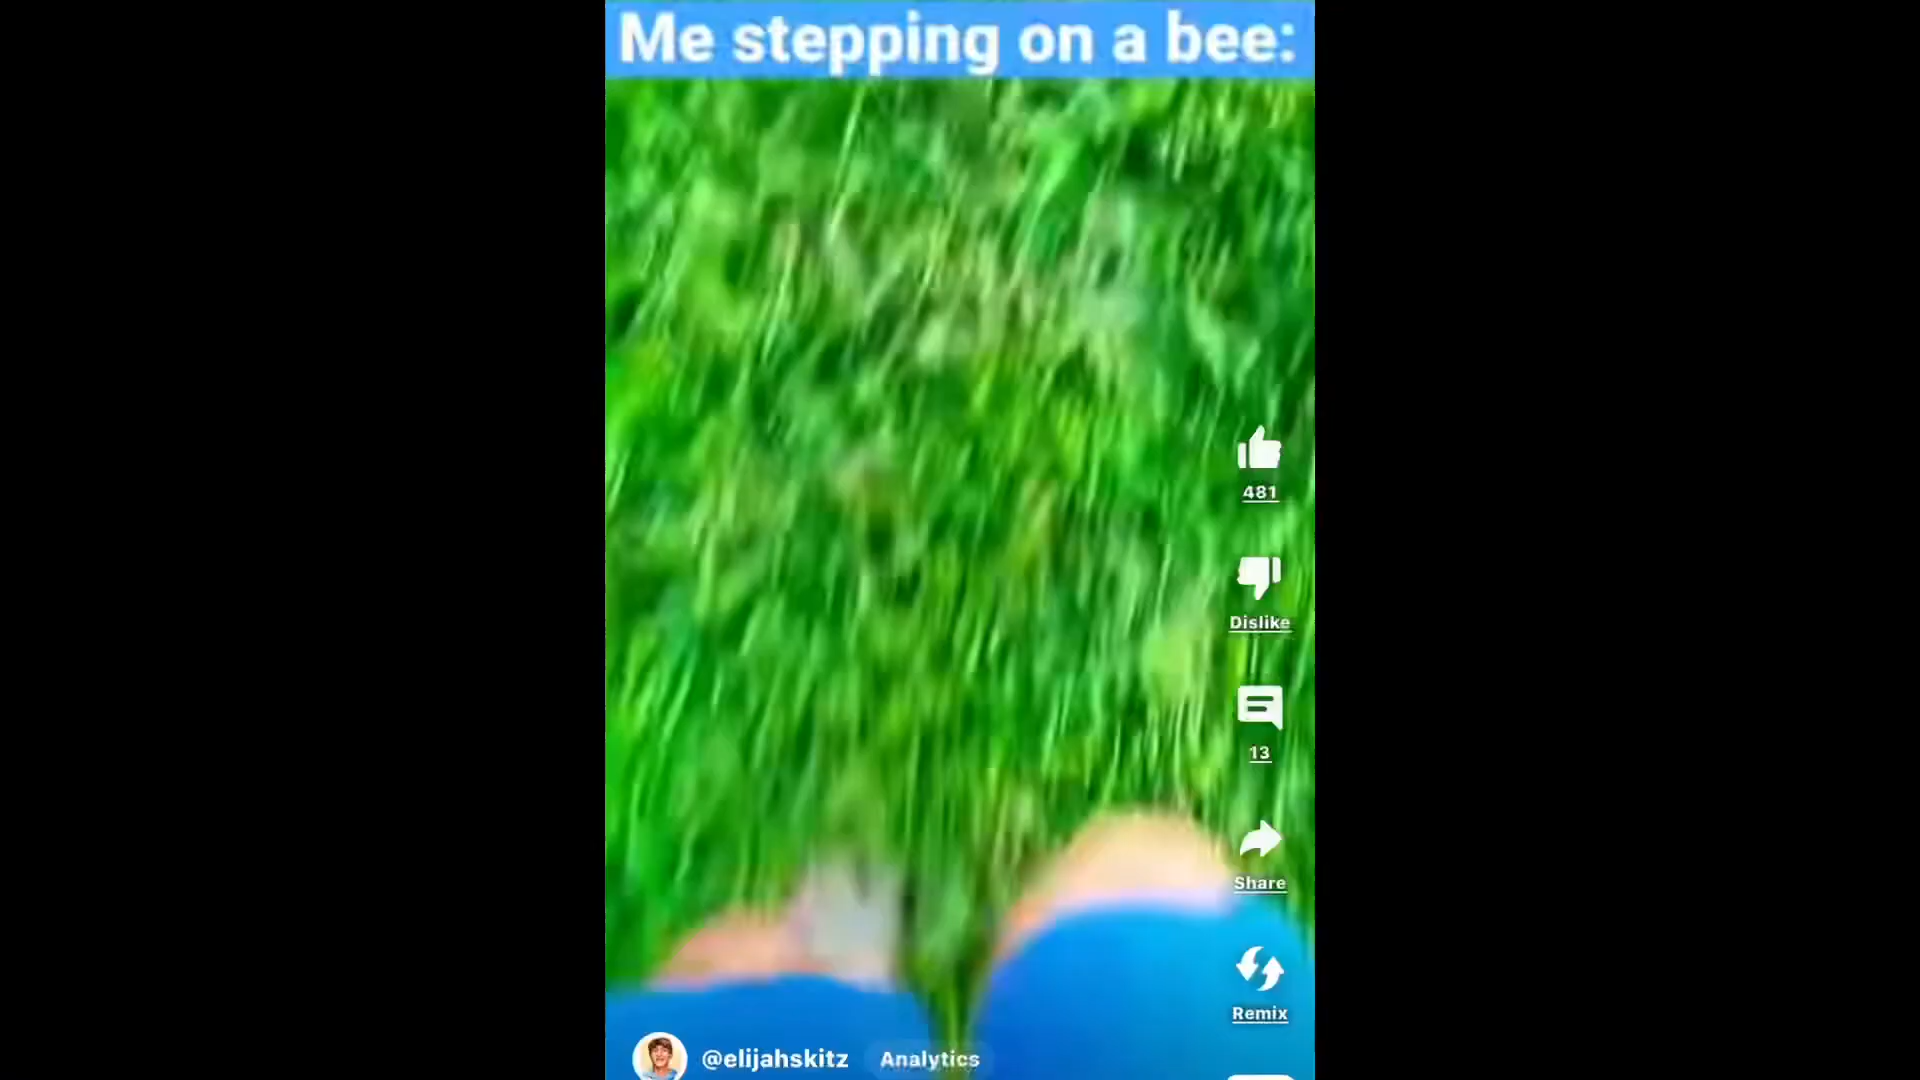 Me stepping on a bee:
481
Dislike
13
Share
Remix
@elijahskitz Analytics